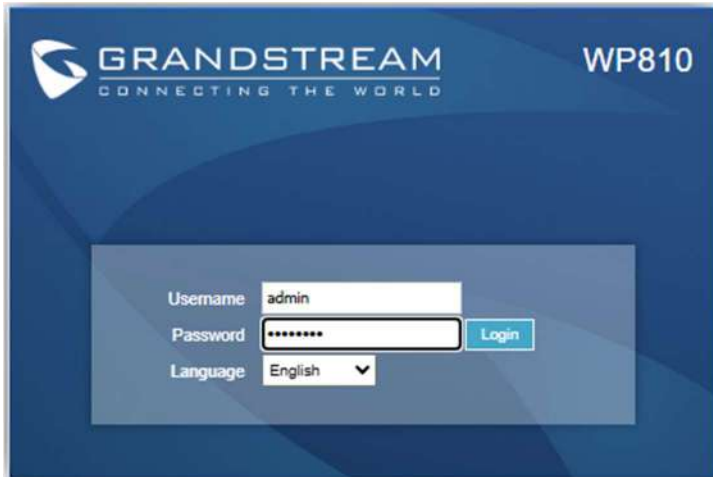 GRANDSTREAM
CONNECTING THE WORLD
WP810
Username admin
Password •••••••• Login
Language English